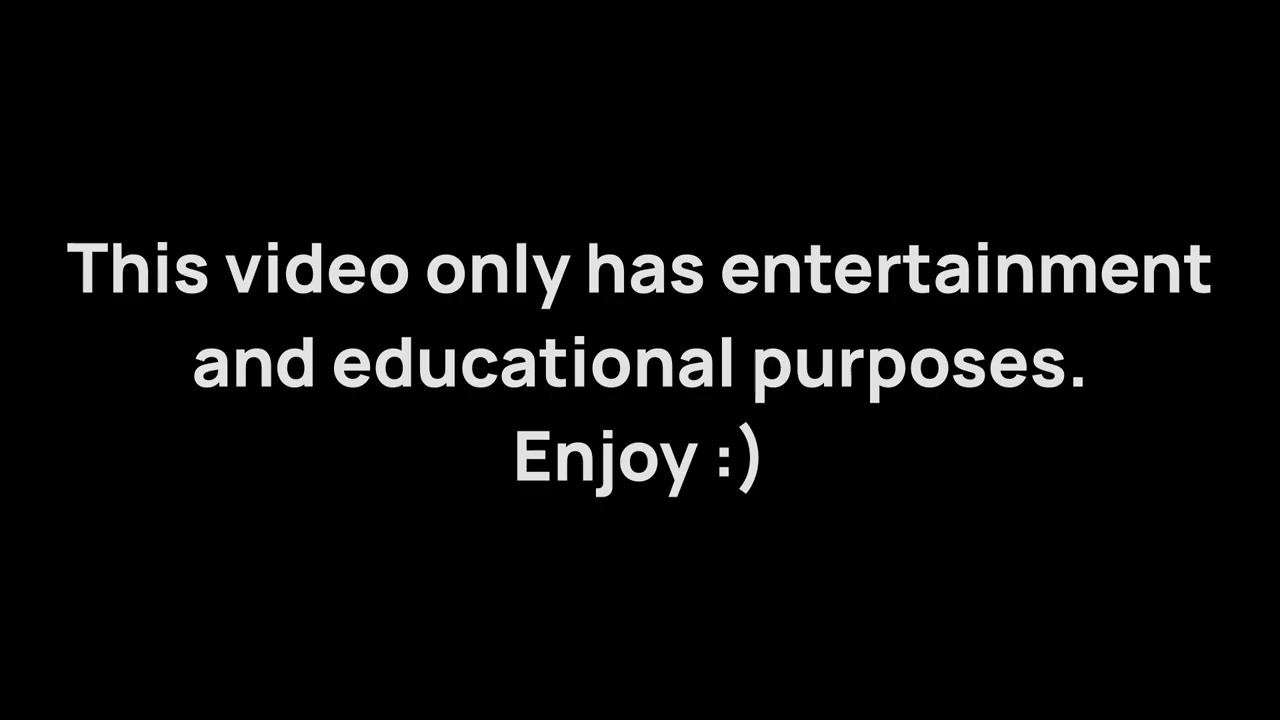 This video only has entertainment
and educational purposes.
Enjoy :)